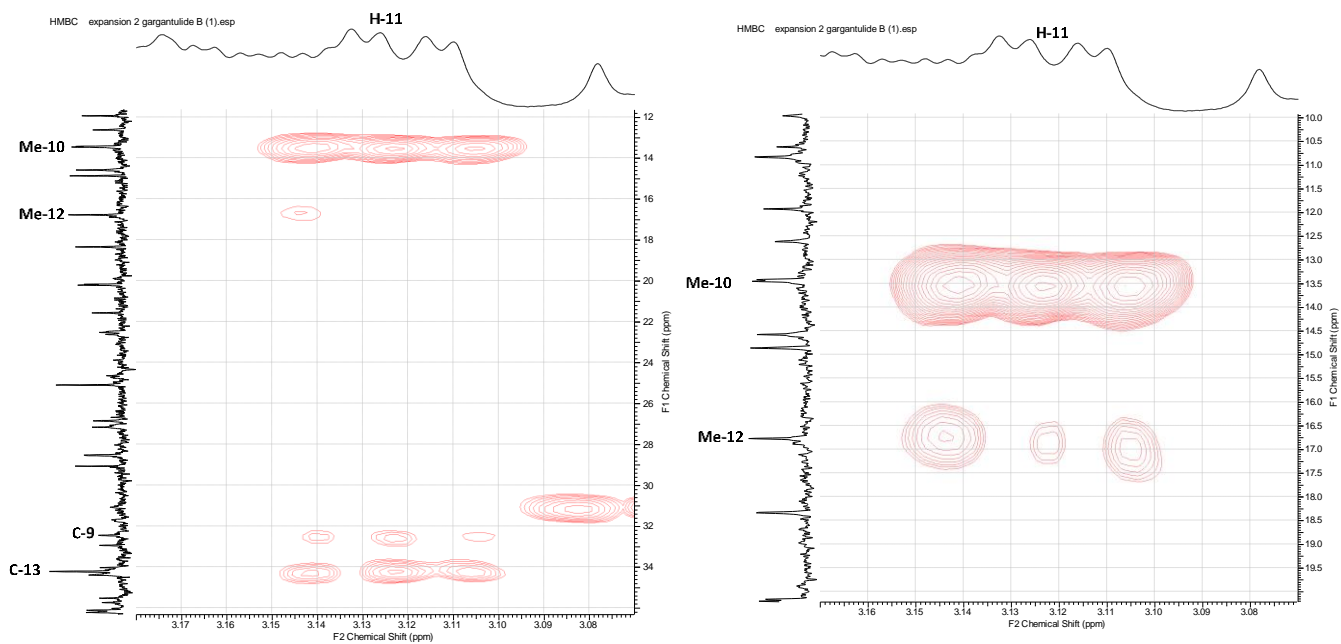 HMBC expansion 2 gargantulide B (1).esp
H-11
Me-10
Me-12
C-9
C-13
12
14
16
18
20
22
24
26
28
30
32
34
F1 Chemical Shift (ppm)
3.17 3.16 3.15 3.14 3.13 3.12 3.11 3.10 3.09 3.08
F2 Chemical Shift (ppm)
HMBC expansion 2 gargantulide B (1).esp
H-11
Me-10
Me-12
10.0
10.5
11.0
11.5
12.0
12.5
13.0
13.5
14.0
14.5
15.0
15.5
16.0
16.5
17.0
17.5
18.0
18.5
19.0
19.5
F1 Chemical Shift (ppm)
3.16 3.15 3.14 3.13 3.12 3.11 3.10 3.09 3.08
F2 Chemical Shift (ppm)